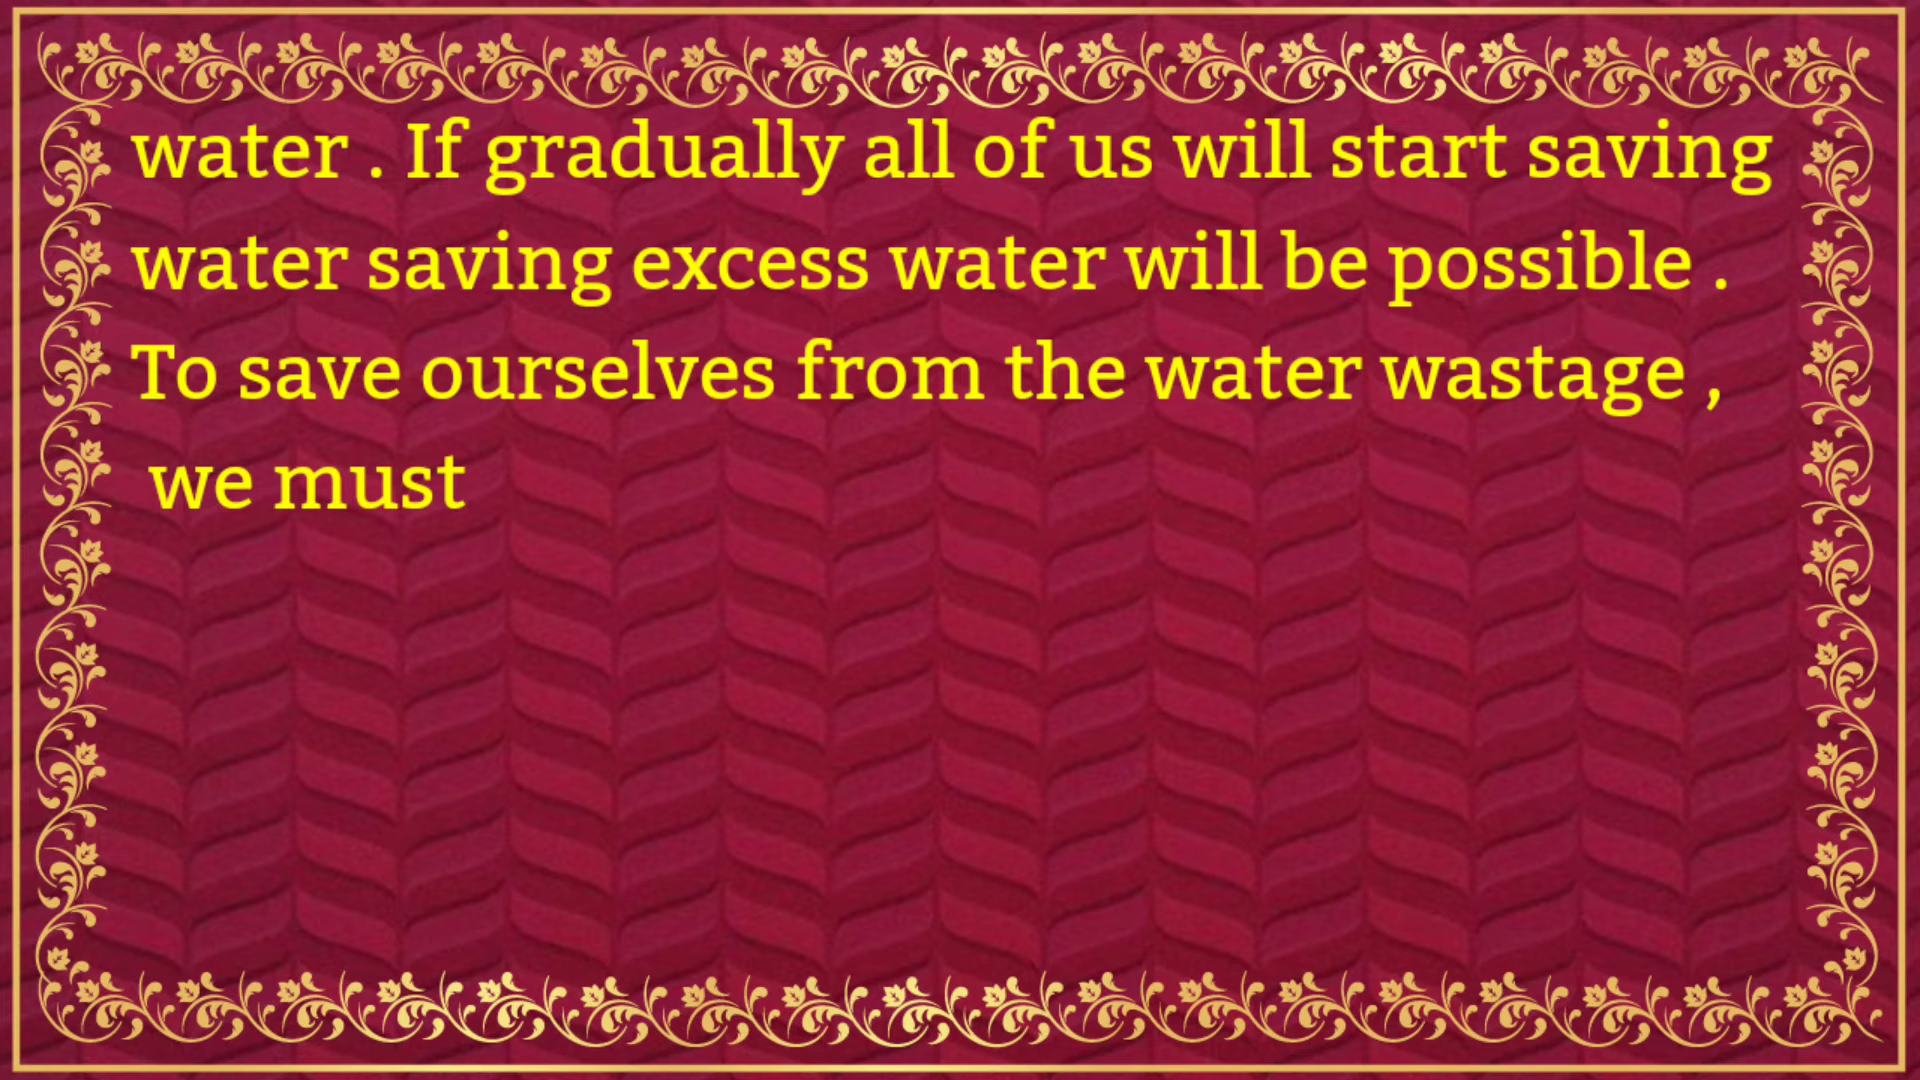 water . If gradually all of us will start saving
water saving excess water will be possible .
To save ourselves from the water wastage ,
we must